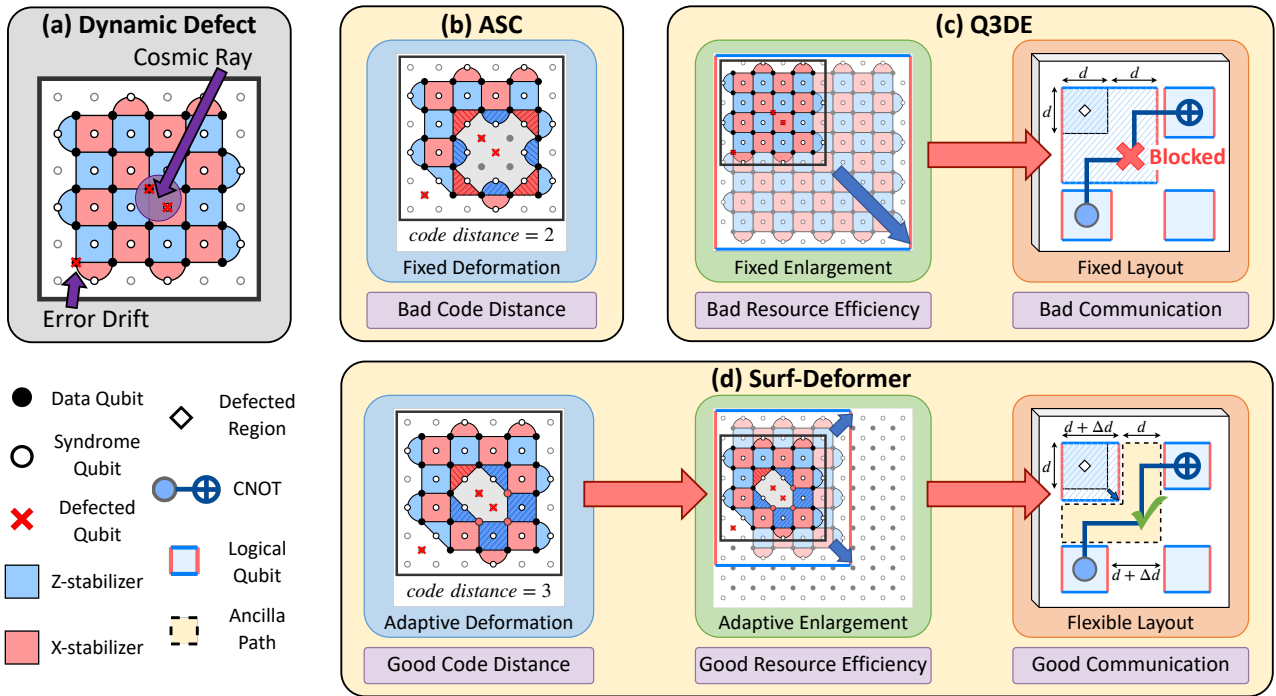 (a) Dynamic Defect
Cosmic Ray
Error Drift
(b) ASC
code distance = 2
Fixed Deformation
Bad Code Distance
(c) Q3DE
Fixed Enlargement
Bad Resource Efficiency
d
d
d
Blocked
Fixed Layout
Bad Communication
Data Qubit
Syndrome
Qubit
Defected
Qubit
Z-stabilizer
X-stabilizer
Defected
Region
CNOT
Logical
Qubit
Ancilla
Path
(d) Surf-Deformer
code distance = 3
Adaptive Deformation
Good Code Distance
Adaptive Enlargement
Good Resource Efficiency
d + Δd
d
d
d + Δd
Flexible Layout
Good Communication